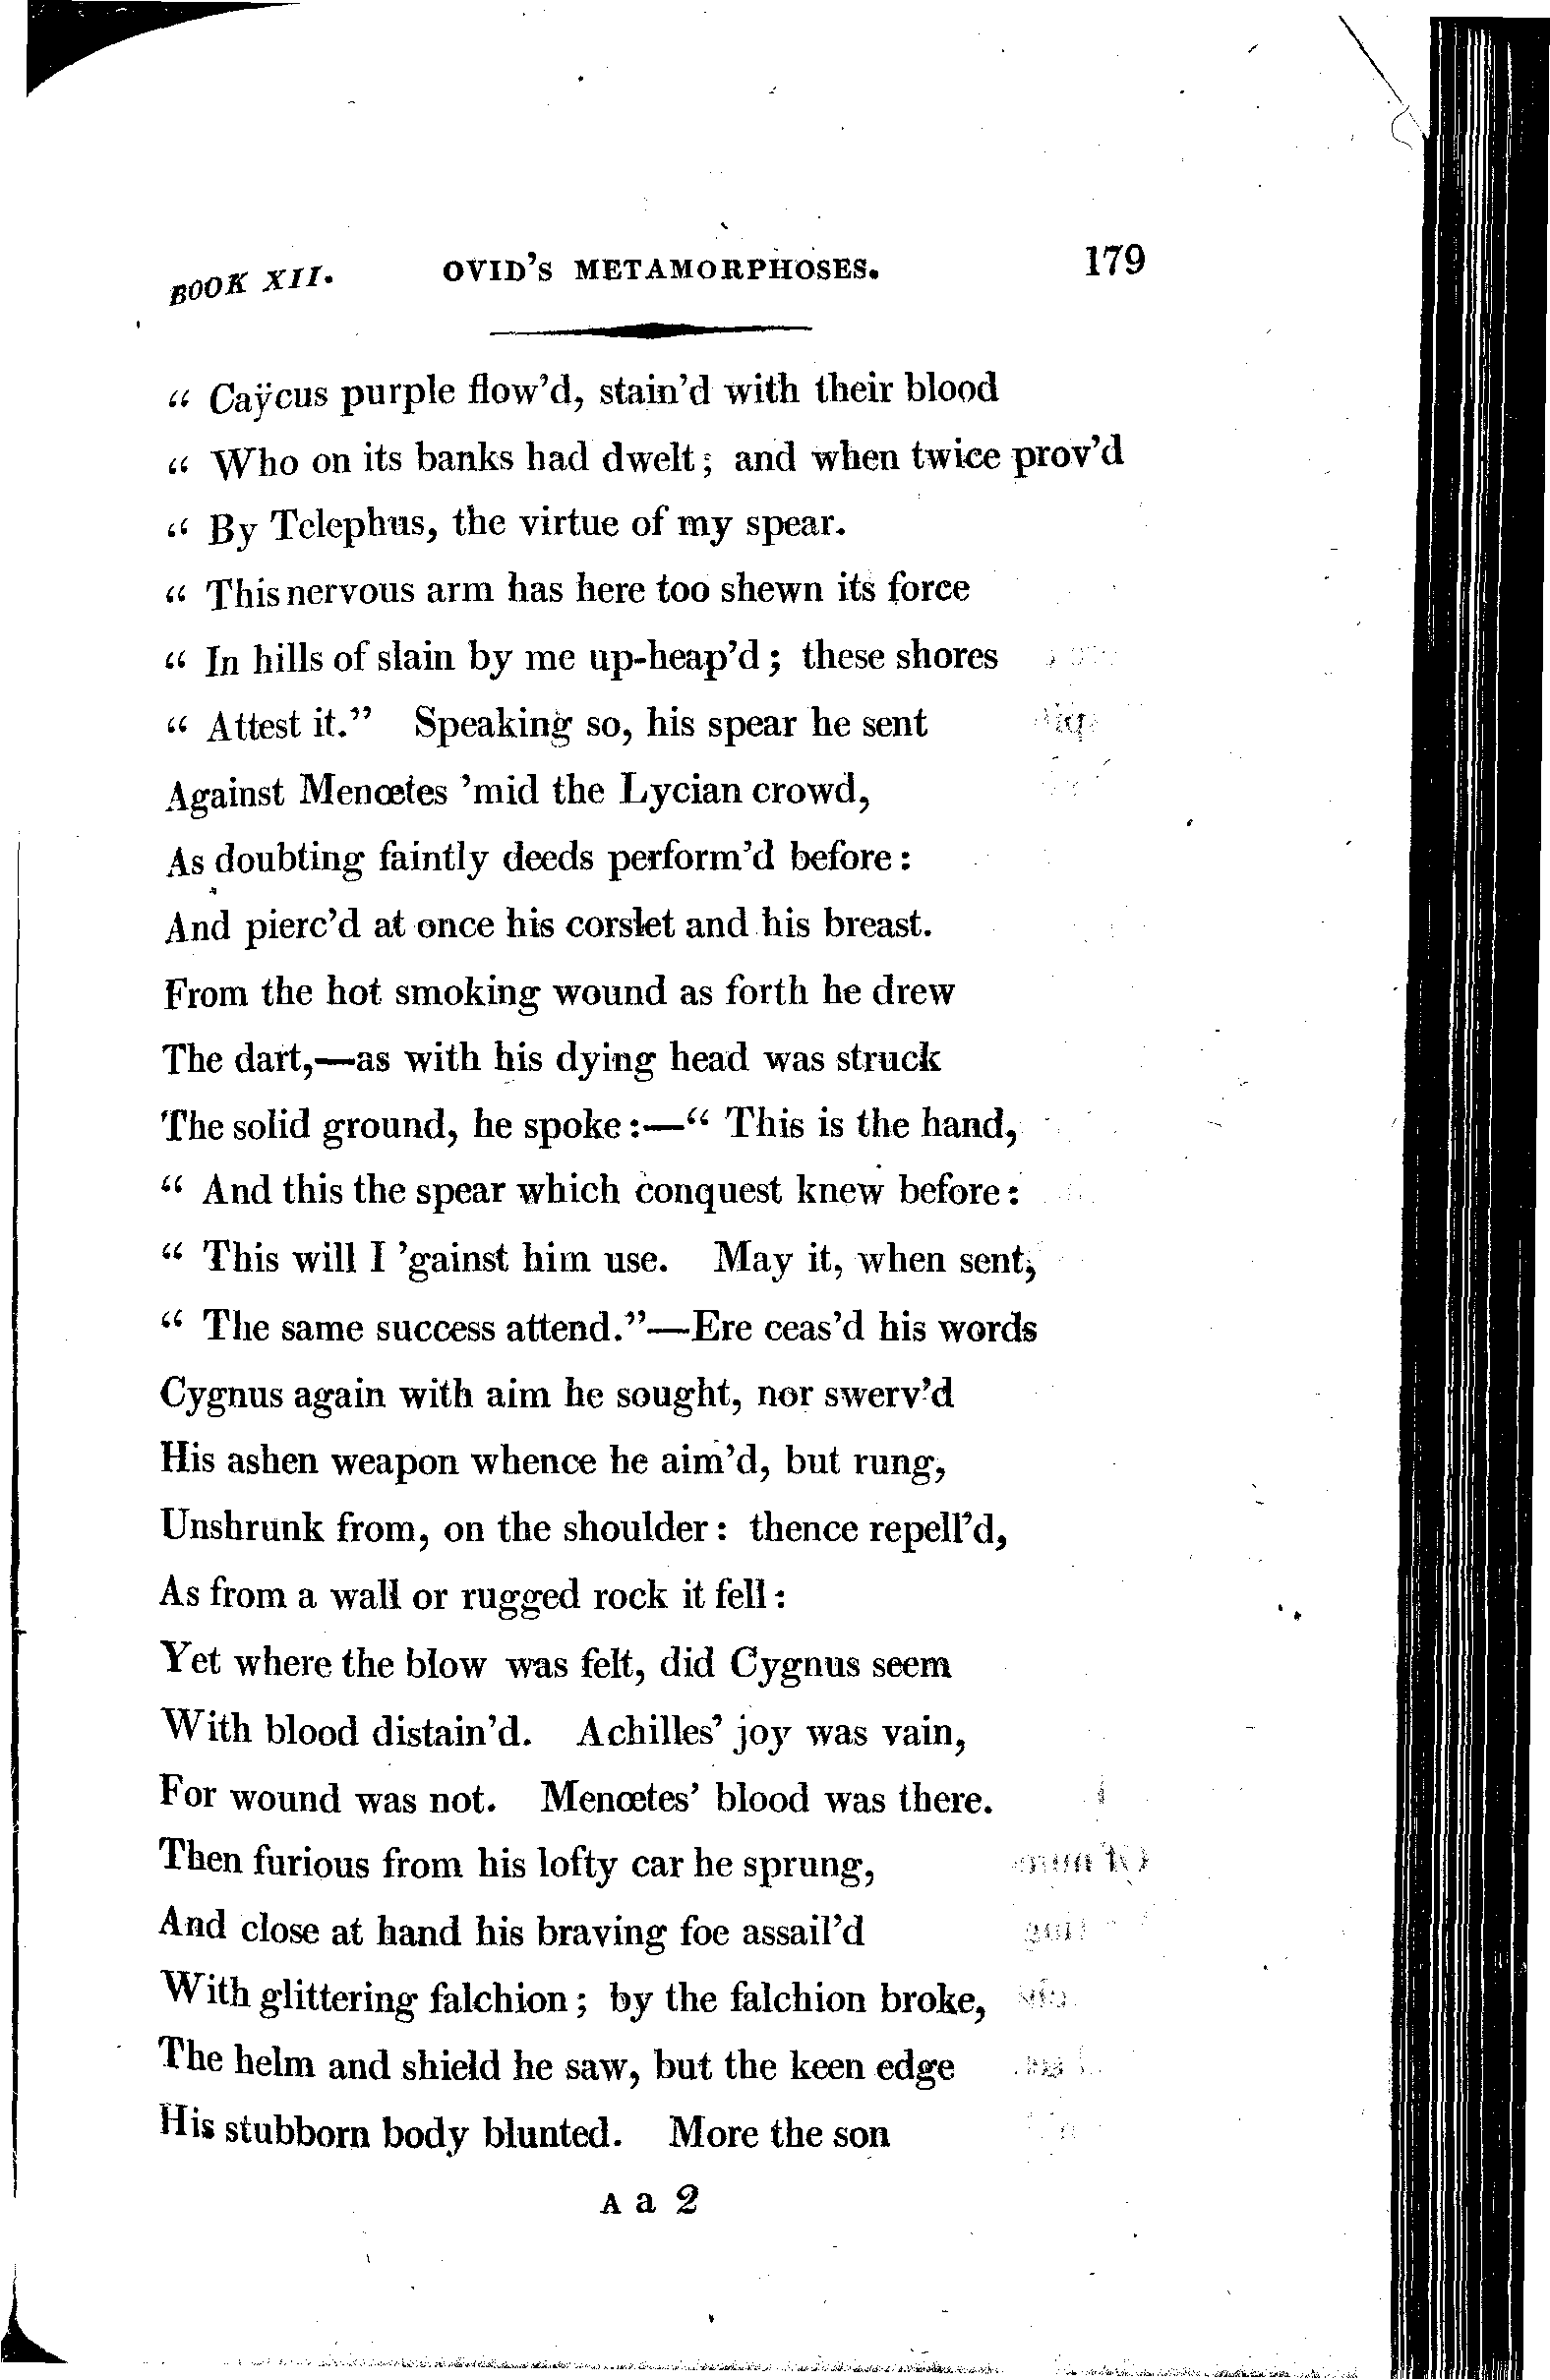 BOOK XII. OVID'S METAMORPHOSES. 179
“ Caÿcus purple flow'd, stain'd with their blood
“ Who on its banks had dwelt; and when twice prov'd
“ By Telephus, the virtue of my spear.
“ This nervous arm has here too shewn its force
“ In hills of slain by me up-heap'd; these shores
“ Attest it.” Speaking so, his spear he sent
Against Menœtes 'mid the Lycian crowd,
As doubting faintly deeds perform'd before:
And pierc'd at once his corslet and his breast.
From the hot smoking wound as forth he drew
The dart,—as with his dying head was struck
The solid ground, he spoke:—“ This is the hand,
“ And this the spear which conquest knew before:
“ This will I 'gainst him use. May it, when sent,
“ The same success attend.”—Ere ceas'd his words
Cygnus again with aim he sought, nor swerv'd
His ashen weapon whence he aim'd, but rung,
Unshrunk from, on the shoulder: thence repell'd,
As from a wall or rugged rock it fell:
Yet where the blow was felt, did Cygnus seem
With blood distain'd. Achilles' joy was vain,
For wound was not. Menœtes' blood was there.
Then furious from his lofty car he sprung,
And close at hand his braving foe assail'd
With glittering falchion; by the falchion broke,
The helm and shield he saw, but the keen edge
His stubborn body blunted. More the son
A a 2